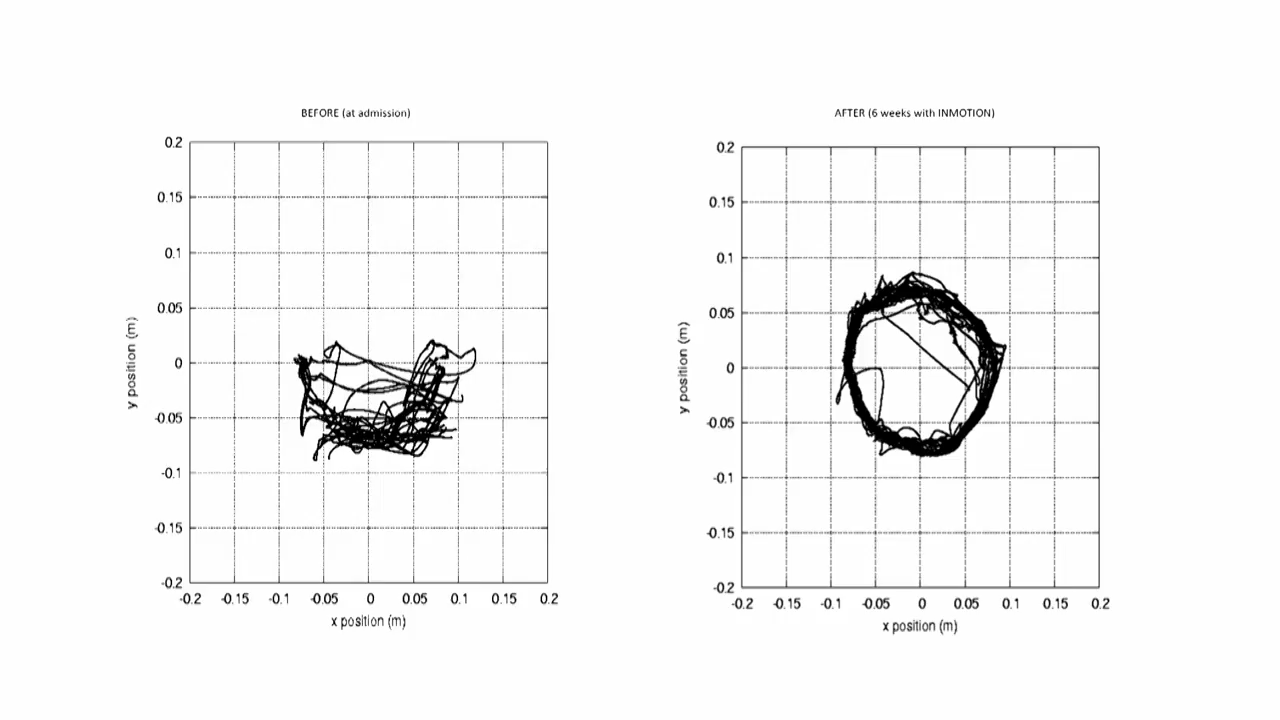 BEFORE (at admission)
0.2
0.15
0.1
0.05
0
-0.05
-0.1
-0.15
-0.2
y position (m)
-0.2 -0.15 -0.1 -0.05 0 0.05 0.1 0.15 0.2
x position (m)
AFTER (6 weeks with INMOTION)
0.2
0.15
0.1
0.05
0
-0.05
-0.1
-0.15
-0.2
y position (m)
-0.2 -0.15 -0.1 -0.05 0 0.05 0.1 0.15 0.2
x position (m)